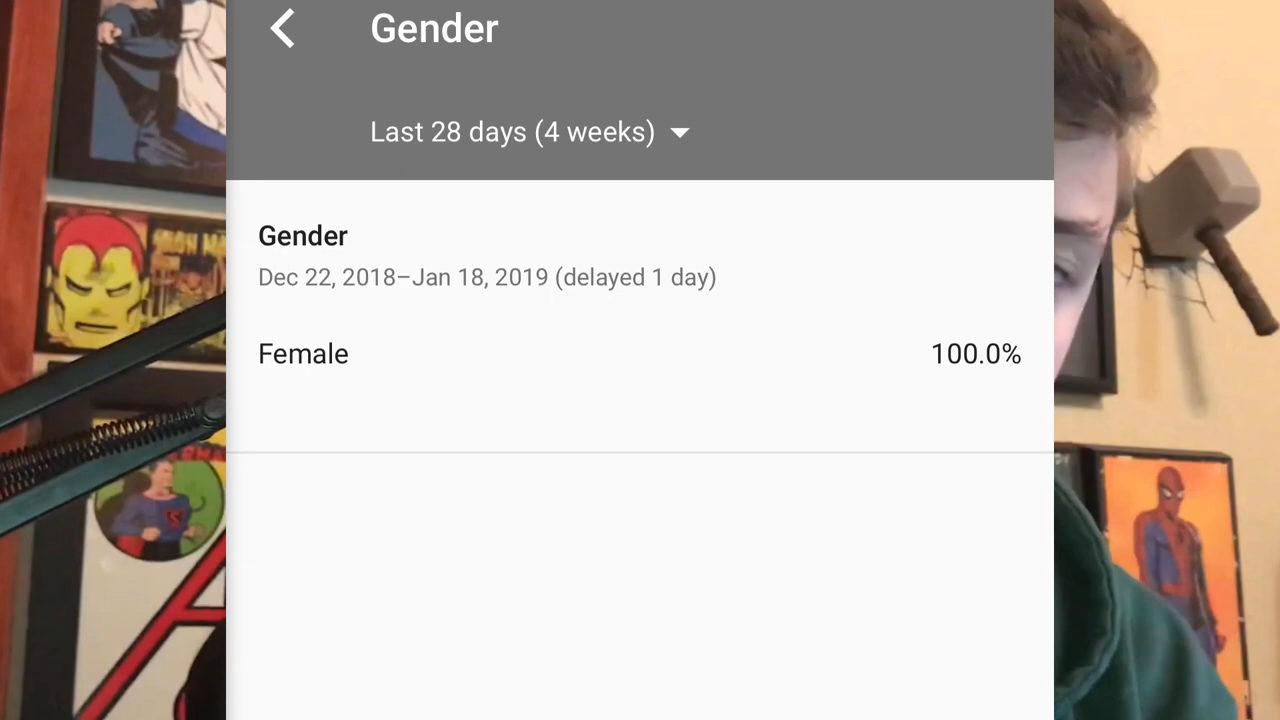 Gender
Last 28 days (4 weeks)
Gender
Dec 22, 2018–Jan 18, 2019 (delayed 1 day)
Female 100.0%